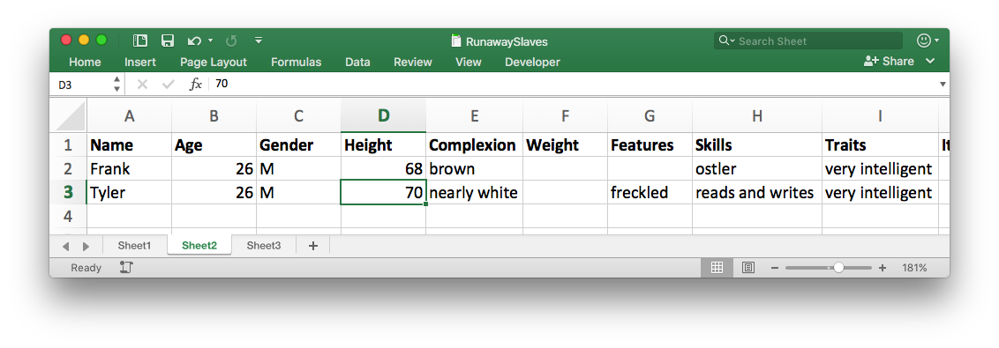 RunawaySlaves
Search Sheet
Home Insert Page Layout Formulas Data Review View Developer Share
D3 fx 70
A B C D E F G H I
1 Name Age Gender Height Complexion Weight Features Skills Traits It
2 Frank 26 M 68 brown ostler very intelligent
3 Tyler 26 M 70 nearly white freckled reads and writes very intelligent
4
Sheet1 Sheet2 Sheet3 +
Ready 181%